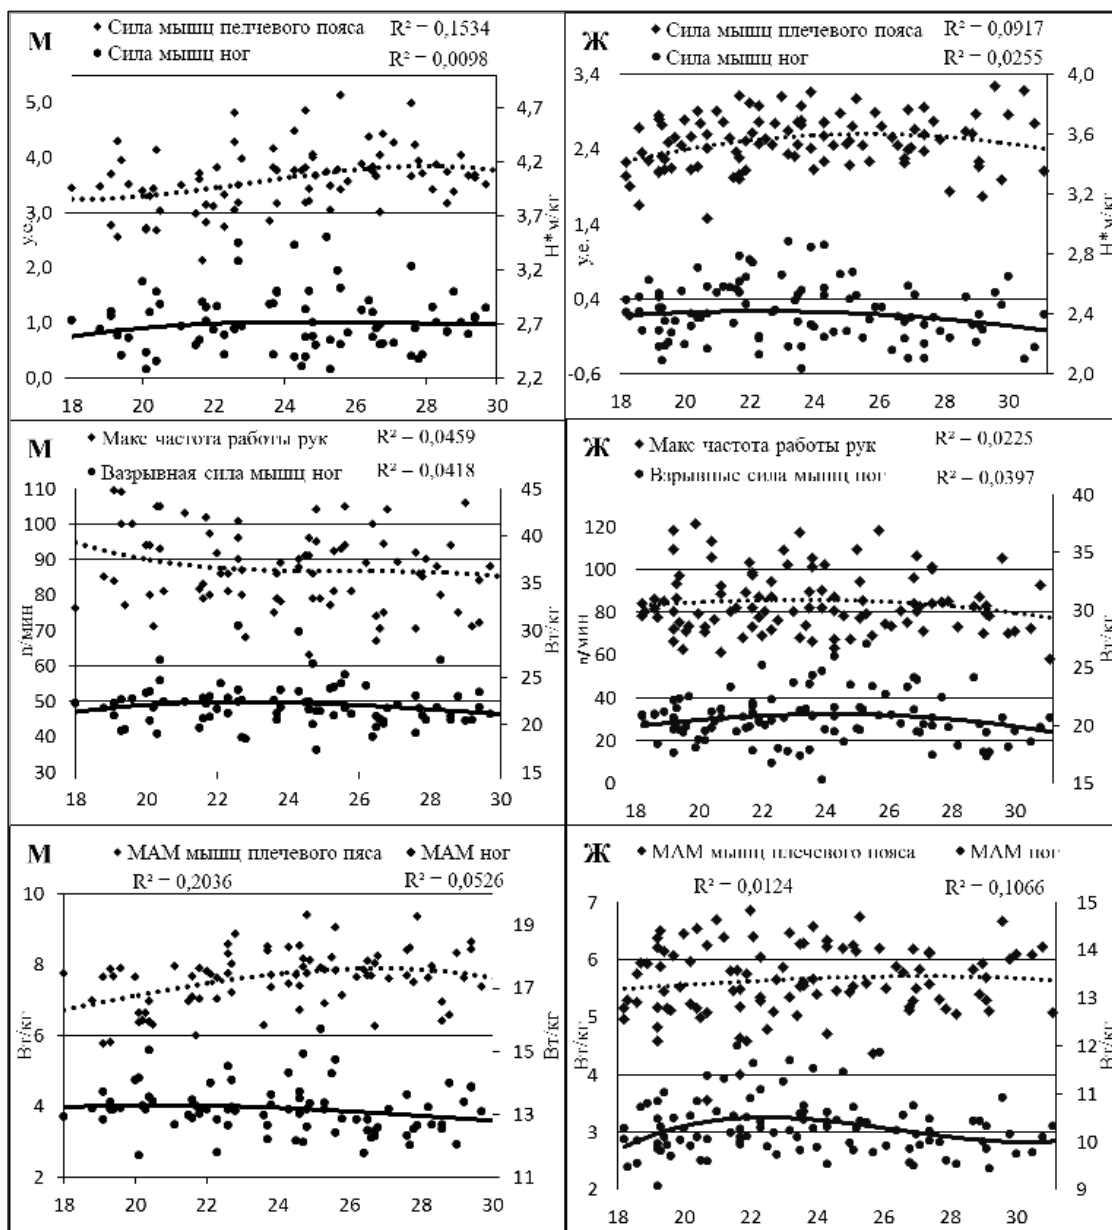 М
Сила мышц пелчевого пояса R² = 0,1534
Сила мышц ног R² = 0,0098
5,0
4,0
3,0
2,0
1,0
0,0
у.е.
4,7
4,2
3,7
3,2
2,7
2,2
Н*м/кг
18 20 22 24 26 28 30
Ж
Сила мышц плечевого пояса R² = 0,0917
Сила мышц ног R² = 0,0255
3,4
2,4
1,4
0,4
-0,6
у.е.
4,0
3,6
3,2
2,8
2,4
2,0
Н*м/кг
18 20 22 24 26 28 30
М
Макс частота работы рук R² = 0,0459
Вазрывная сила мышц ног R² = 0,0418
110
100
90
80
70
60
50
40
30
n/мин
45
40
35
30
25
20
15
Вт/кг
18 20 22 24 26 28 30
Ж
Макс частота работы рук R² = 0,0225
Взрывные сила мышц ног R² = 0,0397
120
100
80
60
40
20
0
n/мин
40
35
30
25
20
15
Вт/кг
18 20 22 24 26 28 30
М
МАМ мышц плечевого пяса МАМ ног
R² = 0,2036 R² = 0,0526
10
8
6
4
2
Вт/кг
19
17
15
13
11
Вт/кг
18 20 22 24 26 28 30
Ж
МАМ мышц плечевого пояса МАМ ног
R² = 0,0124 R² = 0,1066
7
6
5
4
3
2
Вт/кг
15
14
13
12
11
10
9
Вт/кг
18 20 22 24 26 28 30